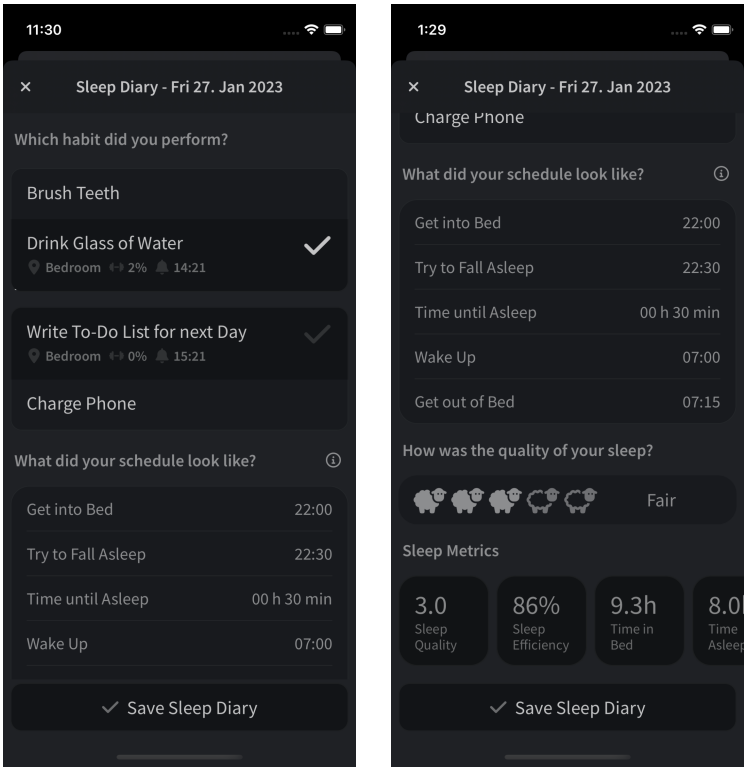 11:30
Sleep Diary - Fri 27. Jan 2023
Which habit did you perform?
Brush Teeth
Drink Glass of Water
Bedroom 2% 14:21
Write To-Do List for next Day
Bedroom 0% 15:21
Charge Phone
What did your schedule look like?
Get into Bed 22:00
Try to Fall Asleep 22:30
Time until Asleep 00 h 30 min
Wake Up 07:00
Save Sleep Diary
1:29
Sleep Diary - Fri 27. Jan 2023
Charge Phone
What did your schedule look like?
Get into Bed 22:00
Try to Fall Asleep 22:30
Time until Asleep 00 h 30 min
Wake Up 07:00
Get out of Bed 07:15
How was the quality of your sleep?
Fair
Sleep Metrics
3.0 86% 9.3h 8.0
Sleep Sleep Time in Time
Quality Efficiency Bed Asleep
Save Sleep Diary